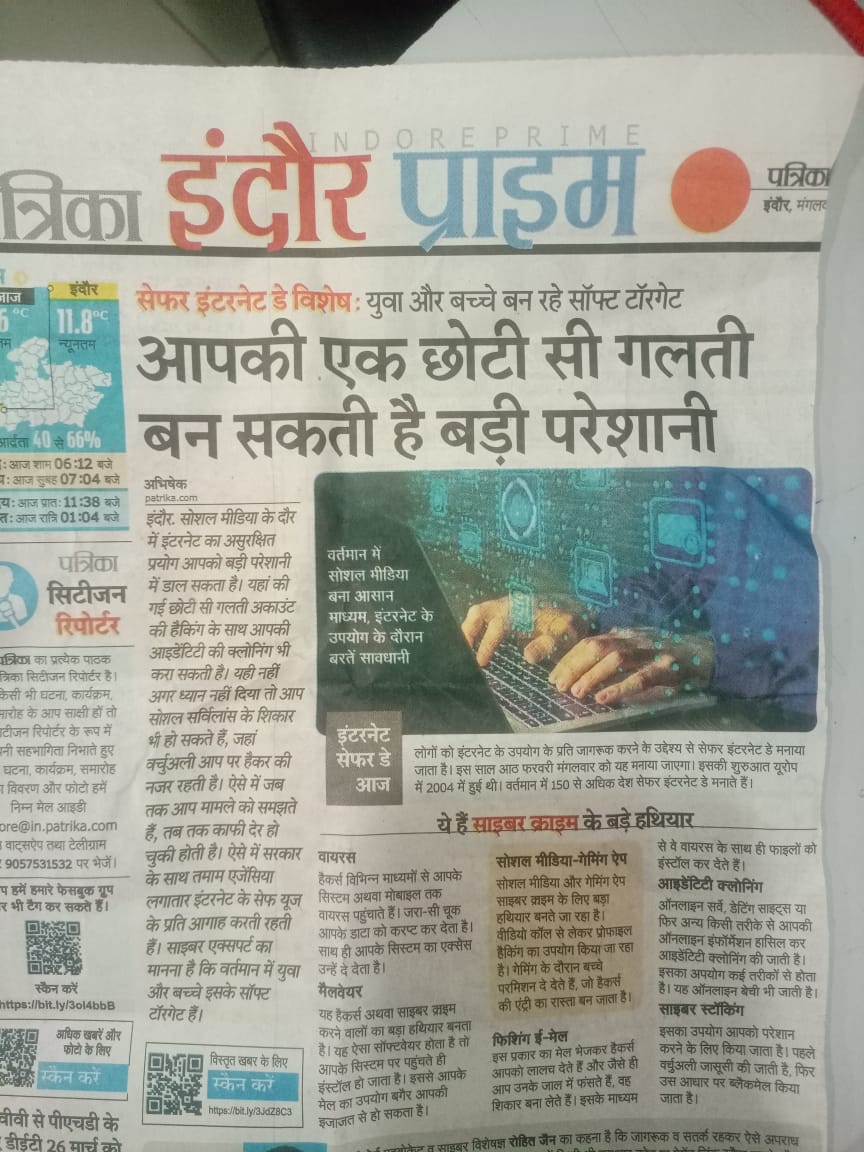 INDOREPRIME
त्रिका इंदौर प्राइम
पत्रिका
इंदौर,
आज
इंदौर
°C
11.8°C
न्यूनतम
40 से 66%
आज शाम 06:12 बजे
आज सुबह 07:04 बजे
आज प्रात: 11:38 बजे
आज रात्रि 01:04 बजे
पत्रिका
सिटीजन
रिपोर्टर
का प्रत्येक पाठक
सिटीजन रिपोर्टर है।
भी घटना, कार्यक्रम,
के आप साक्षी हों तो
रिपोर्टर के रूप में
सहभागिता निभाते हुए
घटना, कार्यक्रम, समारोह
विवरण और फोटो हमें
निम्न मेल आइडी
ore@in.patrika.com
वाट्सऐप तथा टेलीग्राम
9057531532 पर भेजें।
हमें हमारे फेसबुक ग्रुप
भी टैग कर सकते हैं।
स्कैन करें
https://bit.ly/3ol4bbB
अधिक खबरें और
फोटो के लिए
स्कैन करें
वीवी से पीएचडी के
डीईटी 26 मार्च को
सेफर इंटरनेट डे विशेष: युवा और बच्चे बन रहे सॉफ्ट टॉरगेट
आपकी एक छोटी सी गलती
बन सकती है बड़ी परेशानी
अभिषेक
patrika.com
इंदौर. सोशल मीडिया के दौर
में इंटरनेट का असुरक्षित
प्रयोग आपको बड़ी परेशानी
में डाल सकता है। यहां की
गई छोटी सी गलती अकाउंट
की हैकिंग के साथ आपकी
आइडेंटिटी की क्लोनिंग भी
करा सकती है। यही नहीं
अगर ध्यान नहीं दिया तो आप
सोशल सर्विलांस के शिकार
भी हो सकते हैं, जहां
वर्चुअली आप पर हैकर की
नजर रहती है। ऐसे में जब
तक आप मामले को समझते
हैं, तब तक काफी देर हो
चुकी होती है। ऐसे में सरकार
के साथ तमाम एजेंसिया
लगातार इंटरनेट के सेफ यूज
के प्रति आगाह करती रहती
हैं। साइबर एक्सपर्ट का
मानना है कि वर्तमान में युवा
और बच्चे इसके सॉफ्ट
टॉरगेट हैं।
विस्तृत खबर के लिए
स्कैन करें
https://bit.ly/3JdZ8C3
वर्तमान में
सोशल मीडिया
बना आसान
माध्यम, इंटरनेट के
उपयोग के दौरान
बरतें सावधानी
इंटरनेट
सेफर डे
आज
लोगों को इंटरनेट के उपयोग के प्रति जागरूक करने के उद्देश्य से सेफर इंटरनेट डे मनाया
जाता है। इस साल आठ फरवरी मंगलवार को यह मनाया जाएगा। इसकी शुरुआत यूरोप
में 2004 में हुई थी। वर्तमान में 150 से अधिक देश सेफर इंटरनेट डे मनाते हैं।
ये हैं साइबर क्राइम के बड़े हथियार
वायरस
हैकर्स विभिन्न माध्यमों से आपके
सिस्टम अथवा मोबाइल तक
वायरस पहुंचाते हैं। जरा-सी चूक
आपके डाटा को करप्ट कर देता है।
साथ ही आपके सिस्टम का एक्सेस
उन्हें दे देता है।
मैलवेयर
यह हैकर्स अथवा साइबर क्राइम
करने वालों का बड़ा हथियार बनता
है। यह ऐसा सॉफ्टवेयर होता है तो
आपके सिस्टम पर पहुंचते ही
इंस्टॉल हो जाता है। इससे आपके
मेल का उपयोग बगैर आपकी
इजाजत से हो सकता है।
सोशल मीडिया-गेमिंग ऐप
सोशल मीडिया और गेमिंग ऐप
साइबर क्राइम के लिए बड़ा
हथियार बनते जा रहा है।
वीडियो कॉल से लेकर प्रोफाइल
हैकिंग का उपयोग किया जा रहा
है। गेमिंग के दौरान बच्चे
परमिशन दे देते हैं, जो हैकर्स
की एंट्री का रास्ता बन जाता है।
फिशिंग ई-मेल
इस प्रकार का मेल भेजकर हैकर्स
आपको लालच देते हैं और जैसे ही
आप उनके जाल में फंसते हैं, वह
शिकार बना लेते हैं। इसके माध्यम
से वे वायरस के साथ ही फाइलों को
इंस्टॉल कर देते हैं।
आइडेंटिटी क्लोनिंग
ऑनलाइन सर्वे, डेटिंग साइट्स या
फिर अन्य किसी तरीके से आपकी
ऑनलाइन इंफॉर्मेशन हासिल कर
आइडेंटिटी क्लोनिंग की जाती है।
इसका अपयोग कई तरीकों से होता
है। यह ऑनलाइन बेची भी जाती है।
साइबर स्टॉकिंग
इसका उपयोग आपको परेशान
करने के लिए किया जाता है। पहले
वर्चुअली जासूसी की जाती है, फिर
उस आधार पर ब्लैकमेल किया
जाता है।
व साइबर विशेषज्ञ रोहित जैन का कहना है कि जागरूक व सतर्क रहकर ऐसे अपराध